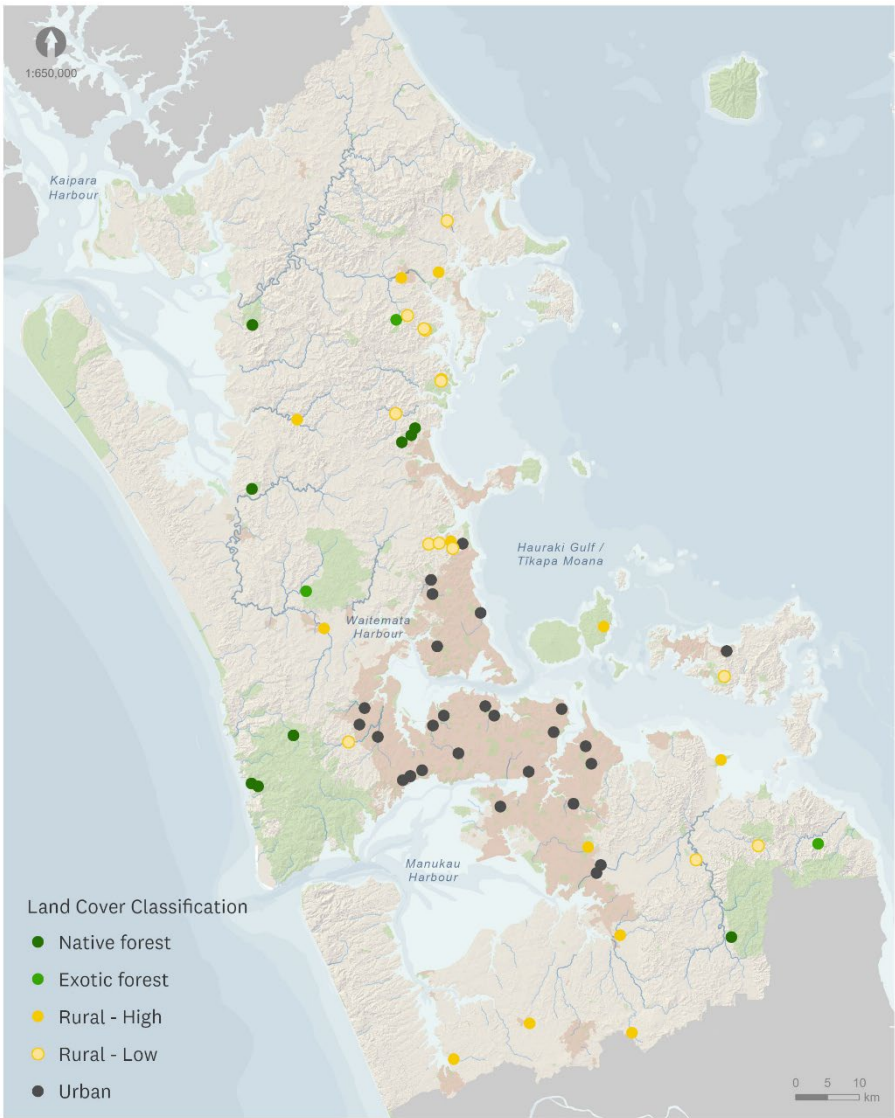 1:650,000
Kaipara
Harbour
Hauraki Gulf /
Tīkapa Moana
Waitemata
Harbour
Manukau
Harbour
Land Cover Classification
Native forest
Exotic forest
Rural - High
Rural - Low
Urban
0 5 10
km